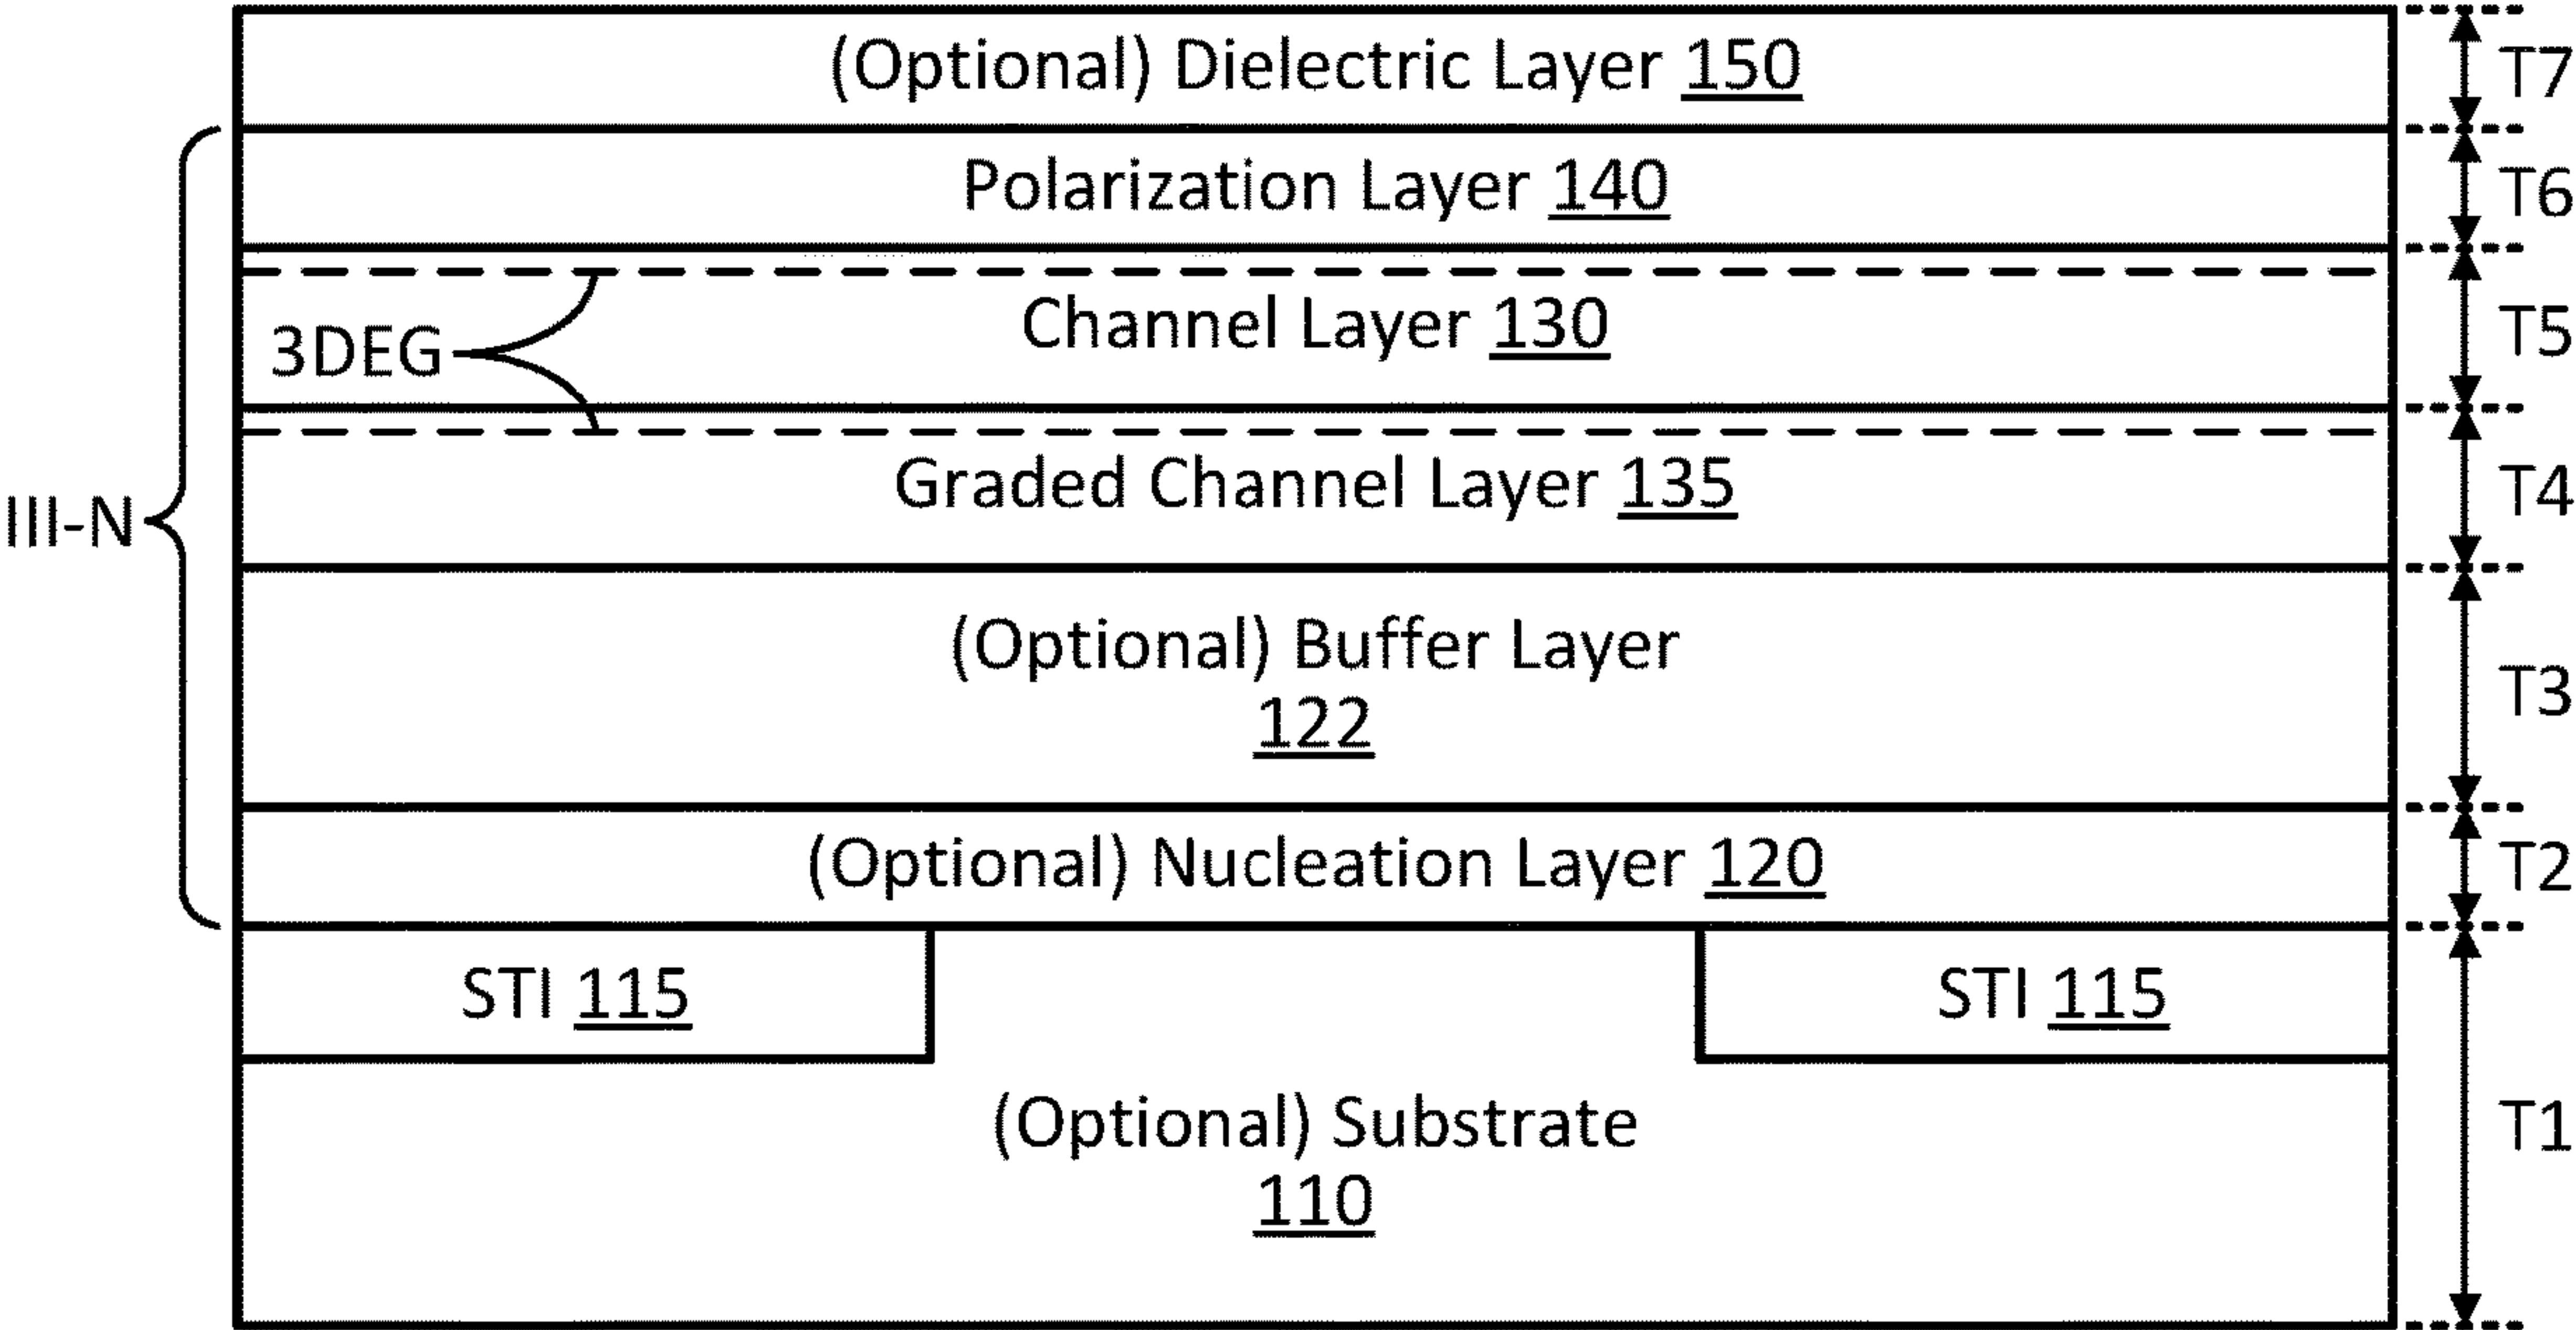 (Optional) Dielectric Layer 150
T7
Polarization Layer 140
T6
Channel Layer 130
3DEG
T5
Graded Channel Layer 135
T4
III-N
(Optional) Buffer Layer
122
T3
(Optional) Nucleation Layer 120
T2
STI 115
STI 115
(Optional) Substrate
110
T1